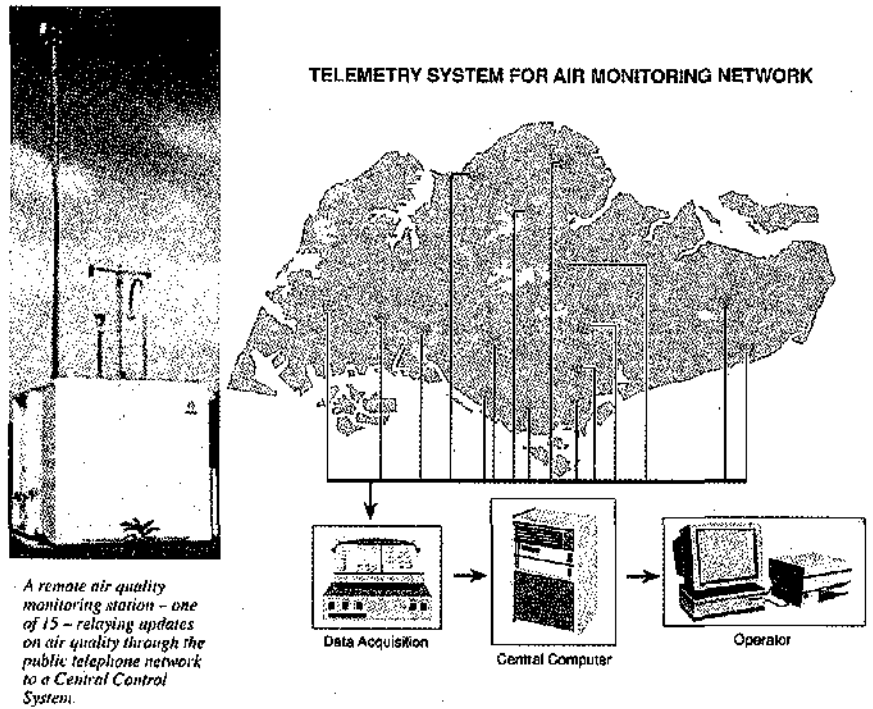 TELEMETRY SYSTEM FOR AIR MONITORING NETWORK
A remote air quality
monitoring station – one
of 15 – relaying updates
on air quality through the
public telephone network
to a Central Control
System.
Data Acquisition
Central Computer
Operator